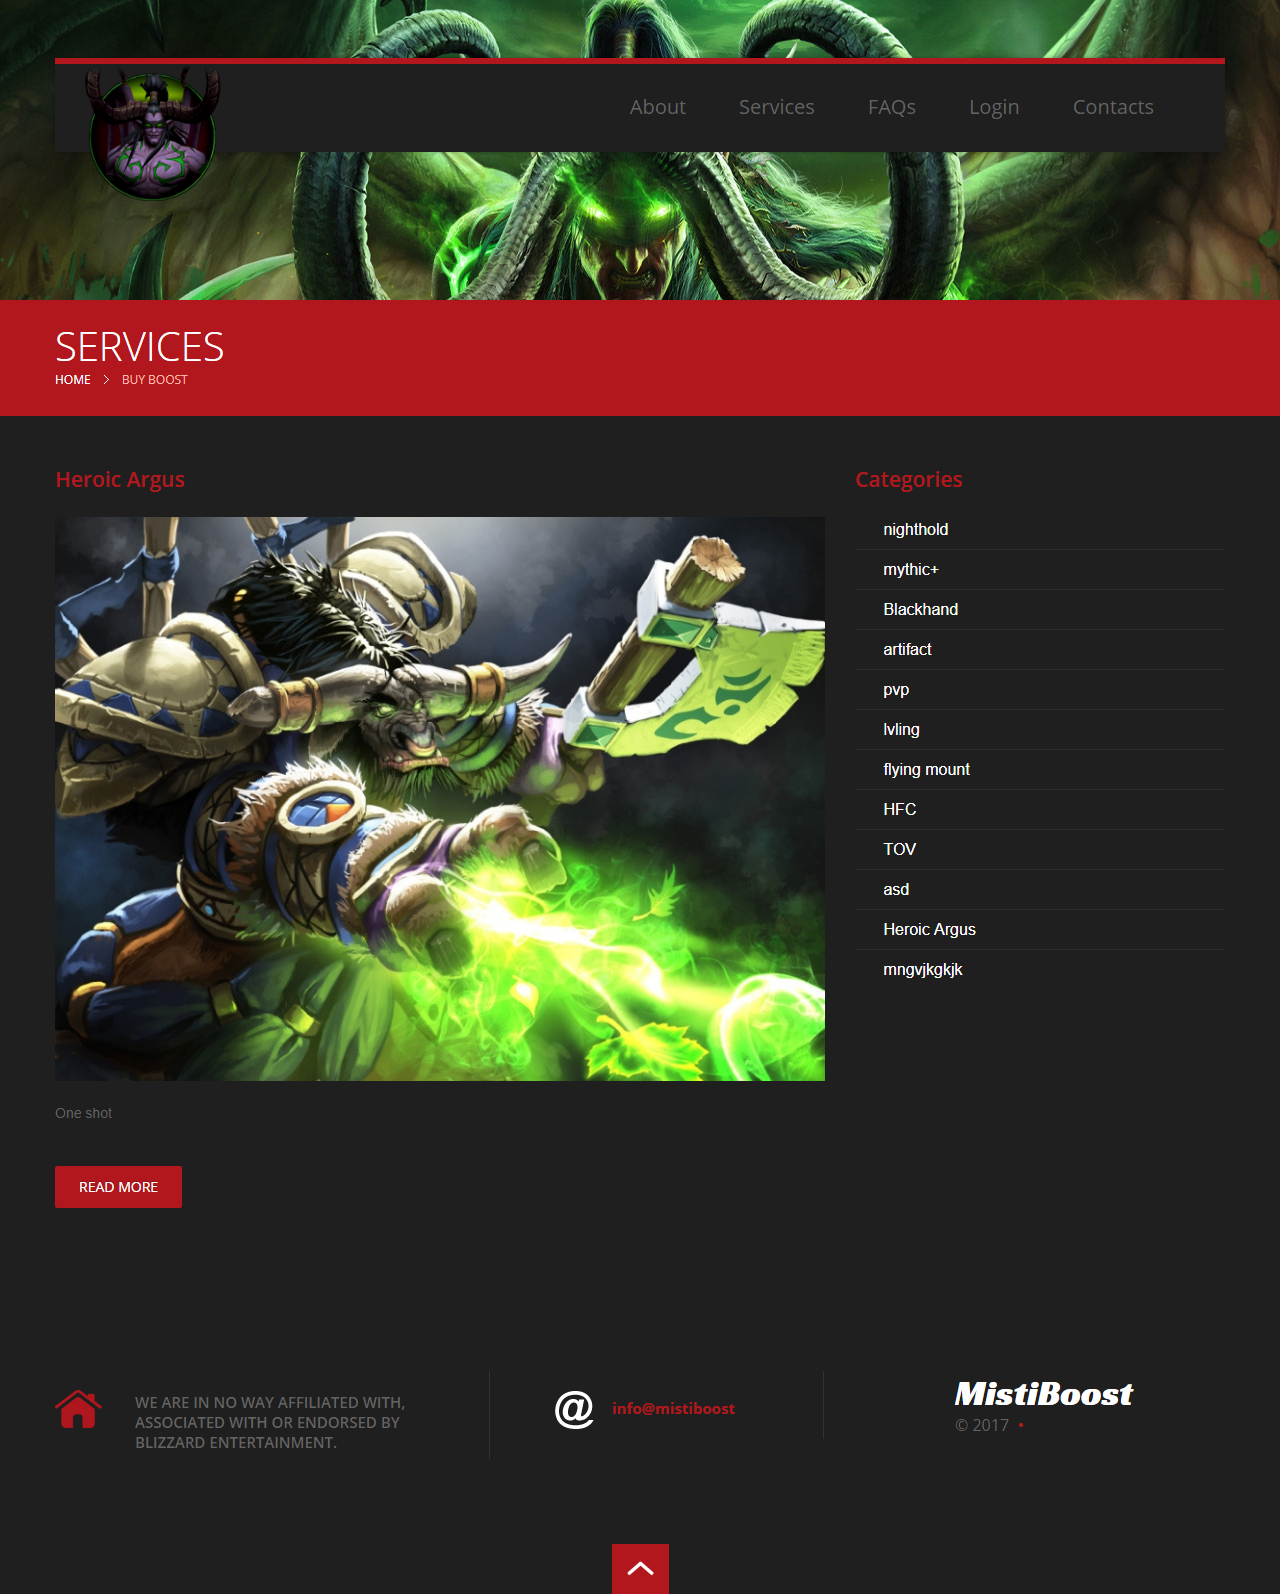 About Services FAQs Login Contacts
SERVICES
HOME > BUY BOOST
Heroic Argus
One shot
READ MORE
Categories
nighthold
mythic+
Blackhand
artifact
pvp
lvling
flying mount
HFC
TOV
asd
Heroic Argus
mngvjkgkjk
WE ARE IN NO WAY AFFILIATED WITH,
ASSOCIATED WITH OR ENDORSED BY
BLIZZARD ENTERTAINMENT.
@ info@mistiboost
MistiBoost
© 2017 •